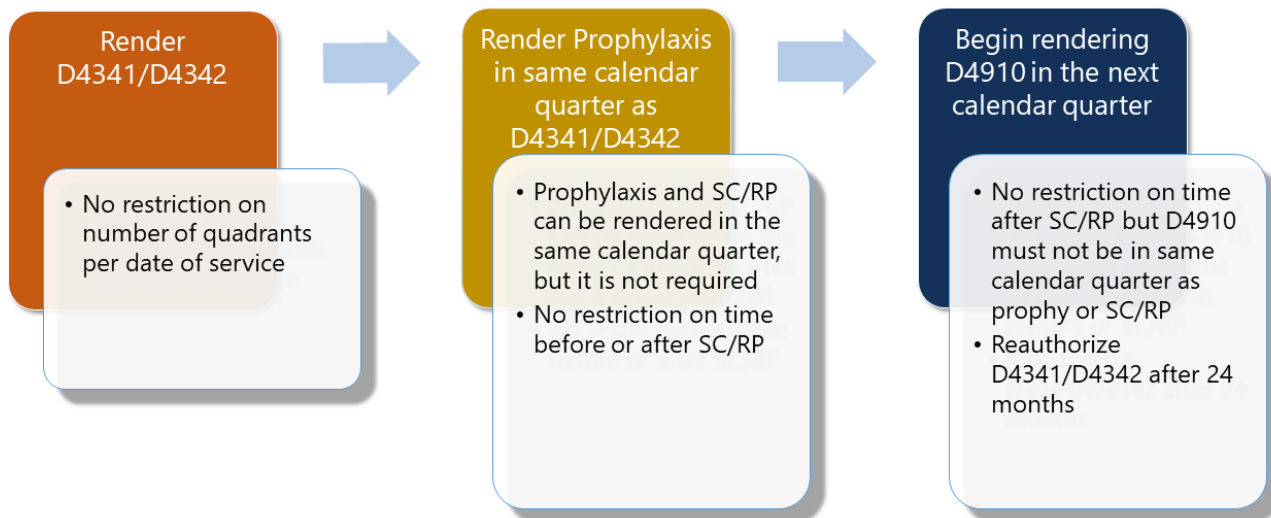 Render
D4341/D4342
• No restriction on
number of quadrants
per date of service
Render Prophylaxis
in same calendar
quarter as
D4341/D4342
• Prophylaxis and SC/RP
can be rendered in the
same calendar quarter,
but it is not required
• No restriction on time
before or after SC/RP
Begin rendering
D4910 in the next
calendar quarter
• No restriction on time
after SC/RP but D4910
must not be in same
calendar quarter as
prophy or SC/RP
• Reauthorize
D4341/D4342 after 24
months